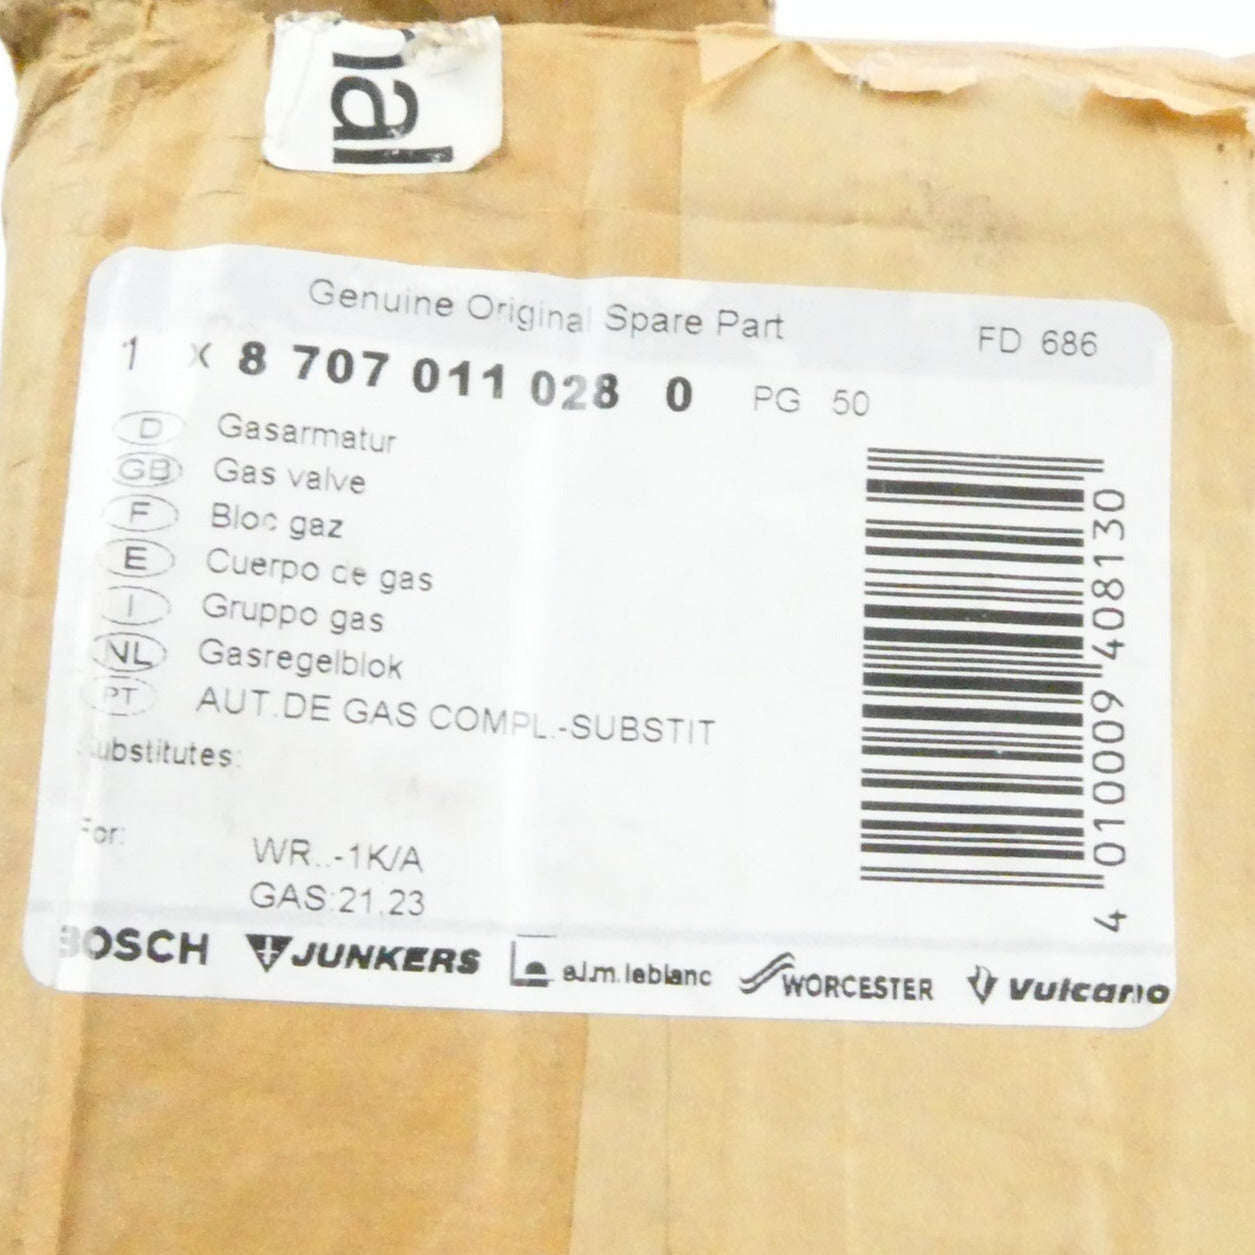 nal
Genuine Original Spare Part FD 686
1 x 8 707 011 028 0 PG 50
D Gasarmatur
GB Gas valve
F Bloc gaz
E Cuerpo de gas
I Gruppo gas
NL Gasregelblok
PT AUT.DE GAS COMPL.-SUBSTIT
Substitutes:
For: WR..-1K/A
GAS:21,23
4 010009 408130
BOSCH JUNKERS e.l.m. leblanc WORCESTER Vulcano